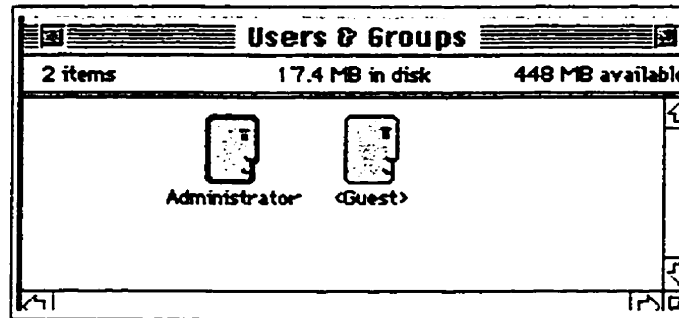 Users & Groups
2 items 17.4 MB in disk 448 MB available
Administrator <Guest>